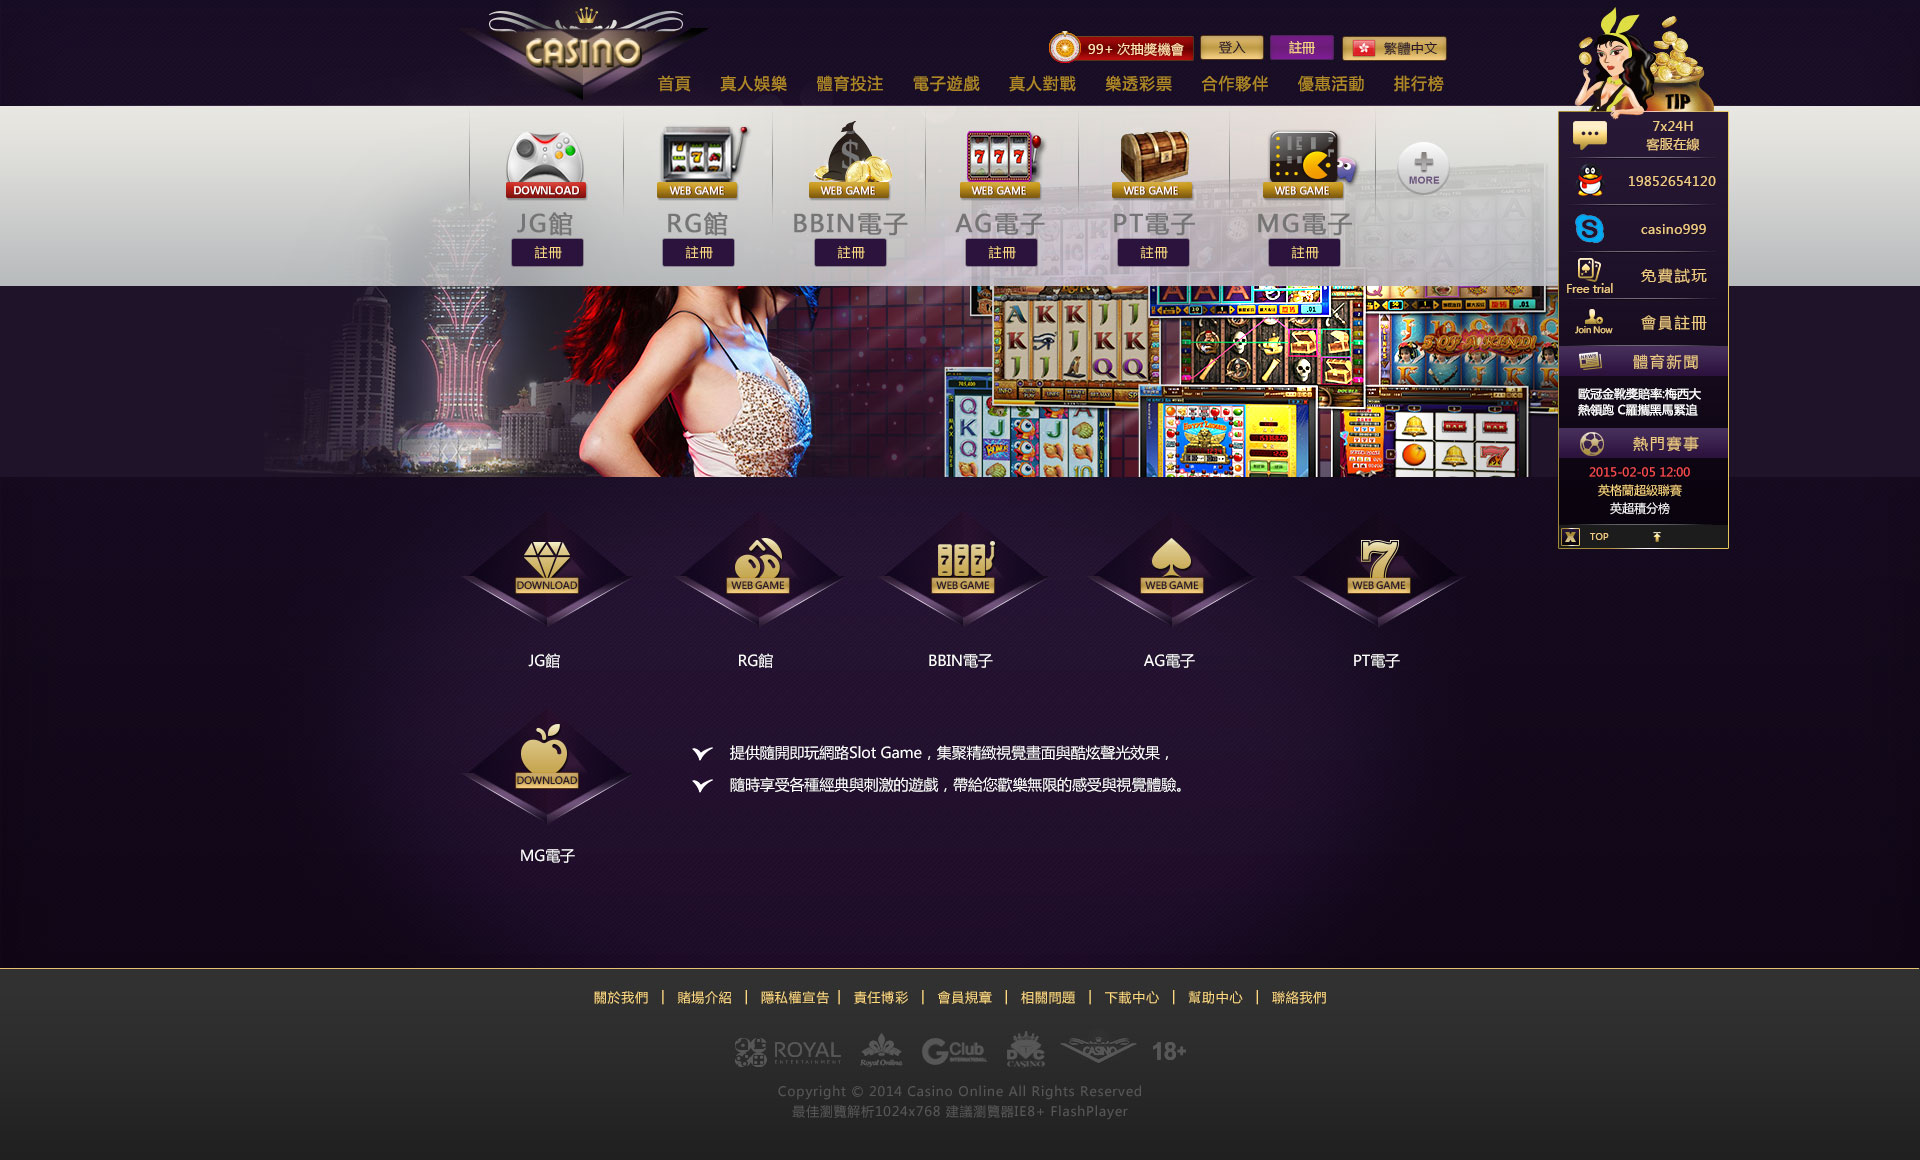 CASINO
99+ 次抽獎機會
登入
註冊
繁體中文
首頁 真人娛樂 體育投注 電子遊戲 真人對戰 樂透彩票 合作夥伴 優惠活動 排行榜
TIP
DOWNLOAD
WEB GAME
WEB GAME
WEB GAME
WEB GAME
WEB GAME
MORE
JG館
RG館
BBIN電子
AG電子
PT電子
MG電子
註冊
註冊
註冊
註冊
註冊
註冊
7x24H
客服在線
19852654120
casino999
Free trial
免費試玩
Join Now
會員註冊
NEWS
體育新聞
歐冠金靴獎賠率:梅西大
熱領跑 C羅攜黑馬緊追
熱門賽事
2015-02-05 12:00
英格蘭超級聯賽
英超積分榜
X TOP
DOWNLOAD
WEB GAME
777
WEB GAME
WEB GAME
7
WEB GAME
JG館
RG館
BBIN電子
AG電子
PT電子
DOWNLOAD
MG電子
提供隨開即玩網路Slot Game，集聚精緻視覺畫面與酷炫聲光效果，
隨時享受各種經典與刺激的遊戲，帶給您歡樂無限的感受與視覺體驗。
關於我們 | 賭場介紹 | 隱私權宣告 | 責任博彩 | 會員規章 | 相關問題 | 下載中心 | 幫助中心 | 聯絡我們
ROYAL
ENTERTAINMENT
Royal Online
GClub
CASINO
CASINO
18+
Copyright © 2014 Casino Online All Rights Reserved
最佳瀏覽解析1024x768 建議瀏覽器IE8+ FlashPlayer